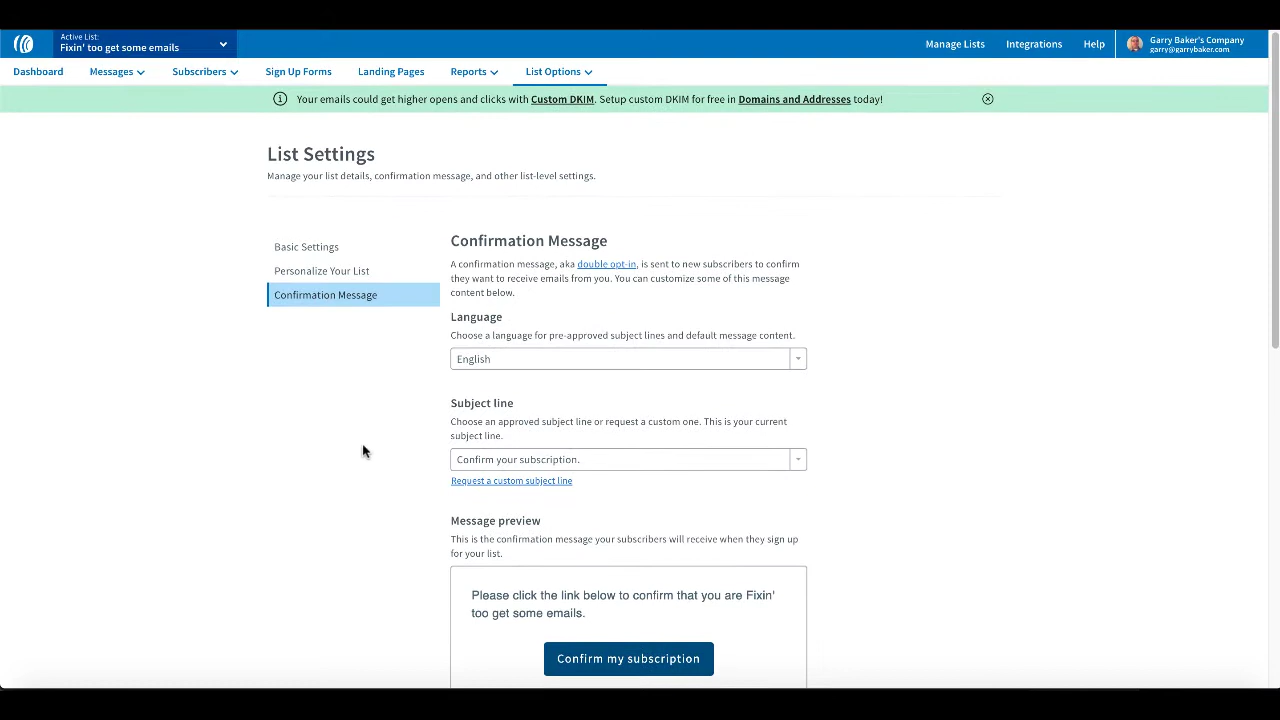 Active List:
Fixin' too get some emails
Manage Lists
Integrations
Help
Garry Baker's Company
garry@garrybaker.com
Dashboard
Messages
Subscribers
Sign Up Forms
Landing Pages
Reports
List Options
Your emails could get higher opens and clicks with Custom DKIM. Setup custom DKIM for free in Domains and Addresses today!
List Settings
Manage your list details, confirmation message, and other list-level settings.
Basic Settings
Personalize Your List
Confirmation Message
Confirmation Message
A confirmation message, aka double opt-in, is sent to new subscribers to confirm
they want to receive emails from you. You can customize some of this message
content below.
Language
Choose a language for pre-approved subject lines and default message content.
English
Subject line
Choose an approved subject line or request a custom one. This is your current
subject line.
Confirm your subscription.
Request a custom subject line
Message preview
This is the confirmation message your subscribers will receive when they sign up
for your list.
Please click the link below to confirm that you are Fixin'
too get some emails.
Confirm my subscription